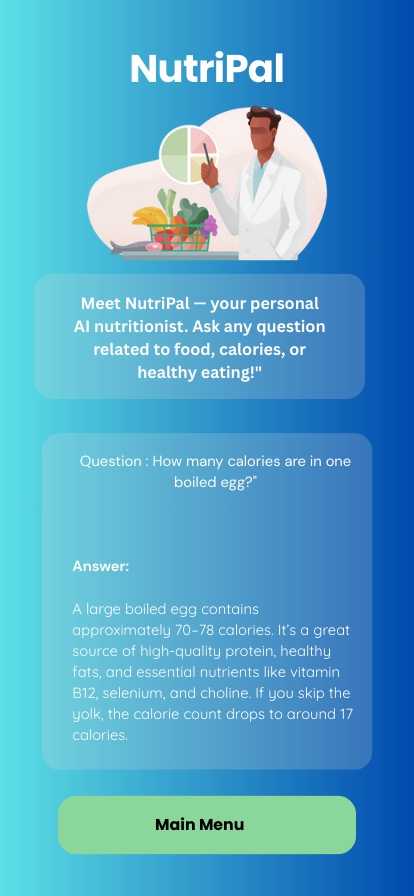 NutriPal
Meet NutriPal — your personal
AI nutritionist. Ask any question
related to food, calories, or
healthy eating!"
Question : How many calories are in one
boiled egg?"
Answer:
A large boiled egg contains
approximately 70–78 calories. It's a great
source of high-quality protein, healthy
fats, and essential nutrients like vitamin
B12, selenium, and choline. If you skip the
yolk, the calorie count drops to around 17
calories.
Main Menu